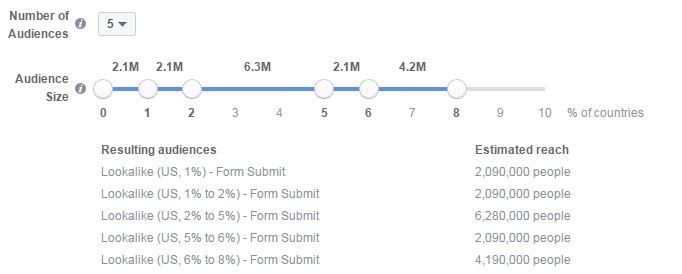 Number of
Audiences
5
2.1M 2.1M 6.3M 2.1M 4.2M
Audience
Size
0 1 2 3 4 5 6 7 8 9 10 % of countries
Resulting audiences Estimated reach
Lookalike (US, 1%) - Form Submit 2,090,000 people
Lookalike (US, 1% to 2%) - Form Submit 2,090,000 people
Lookalike (US, 2% to 5%) - Form Submit 6,280,000 people
Lookalike (US, 5% to 6%) - Form Submit 2,090,000 people
Lookalike (US, 6% to 8%) - Form Submit 4,190,000 people